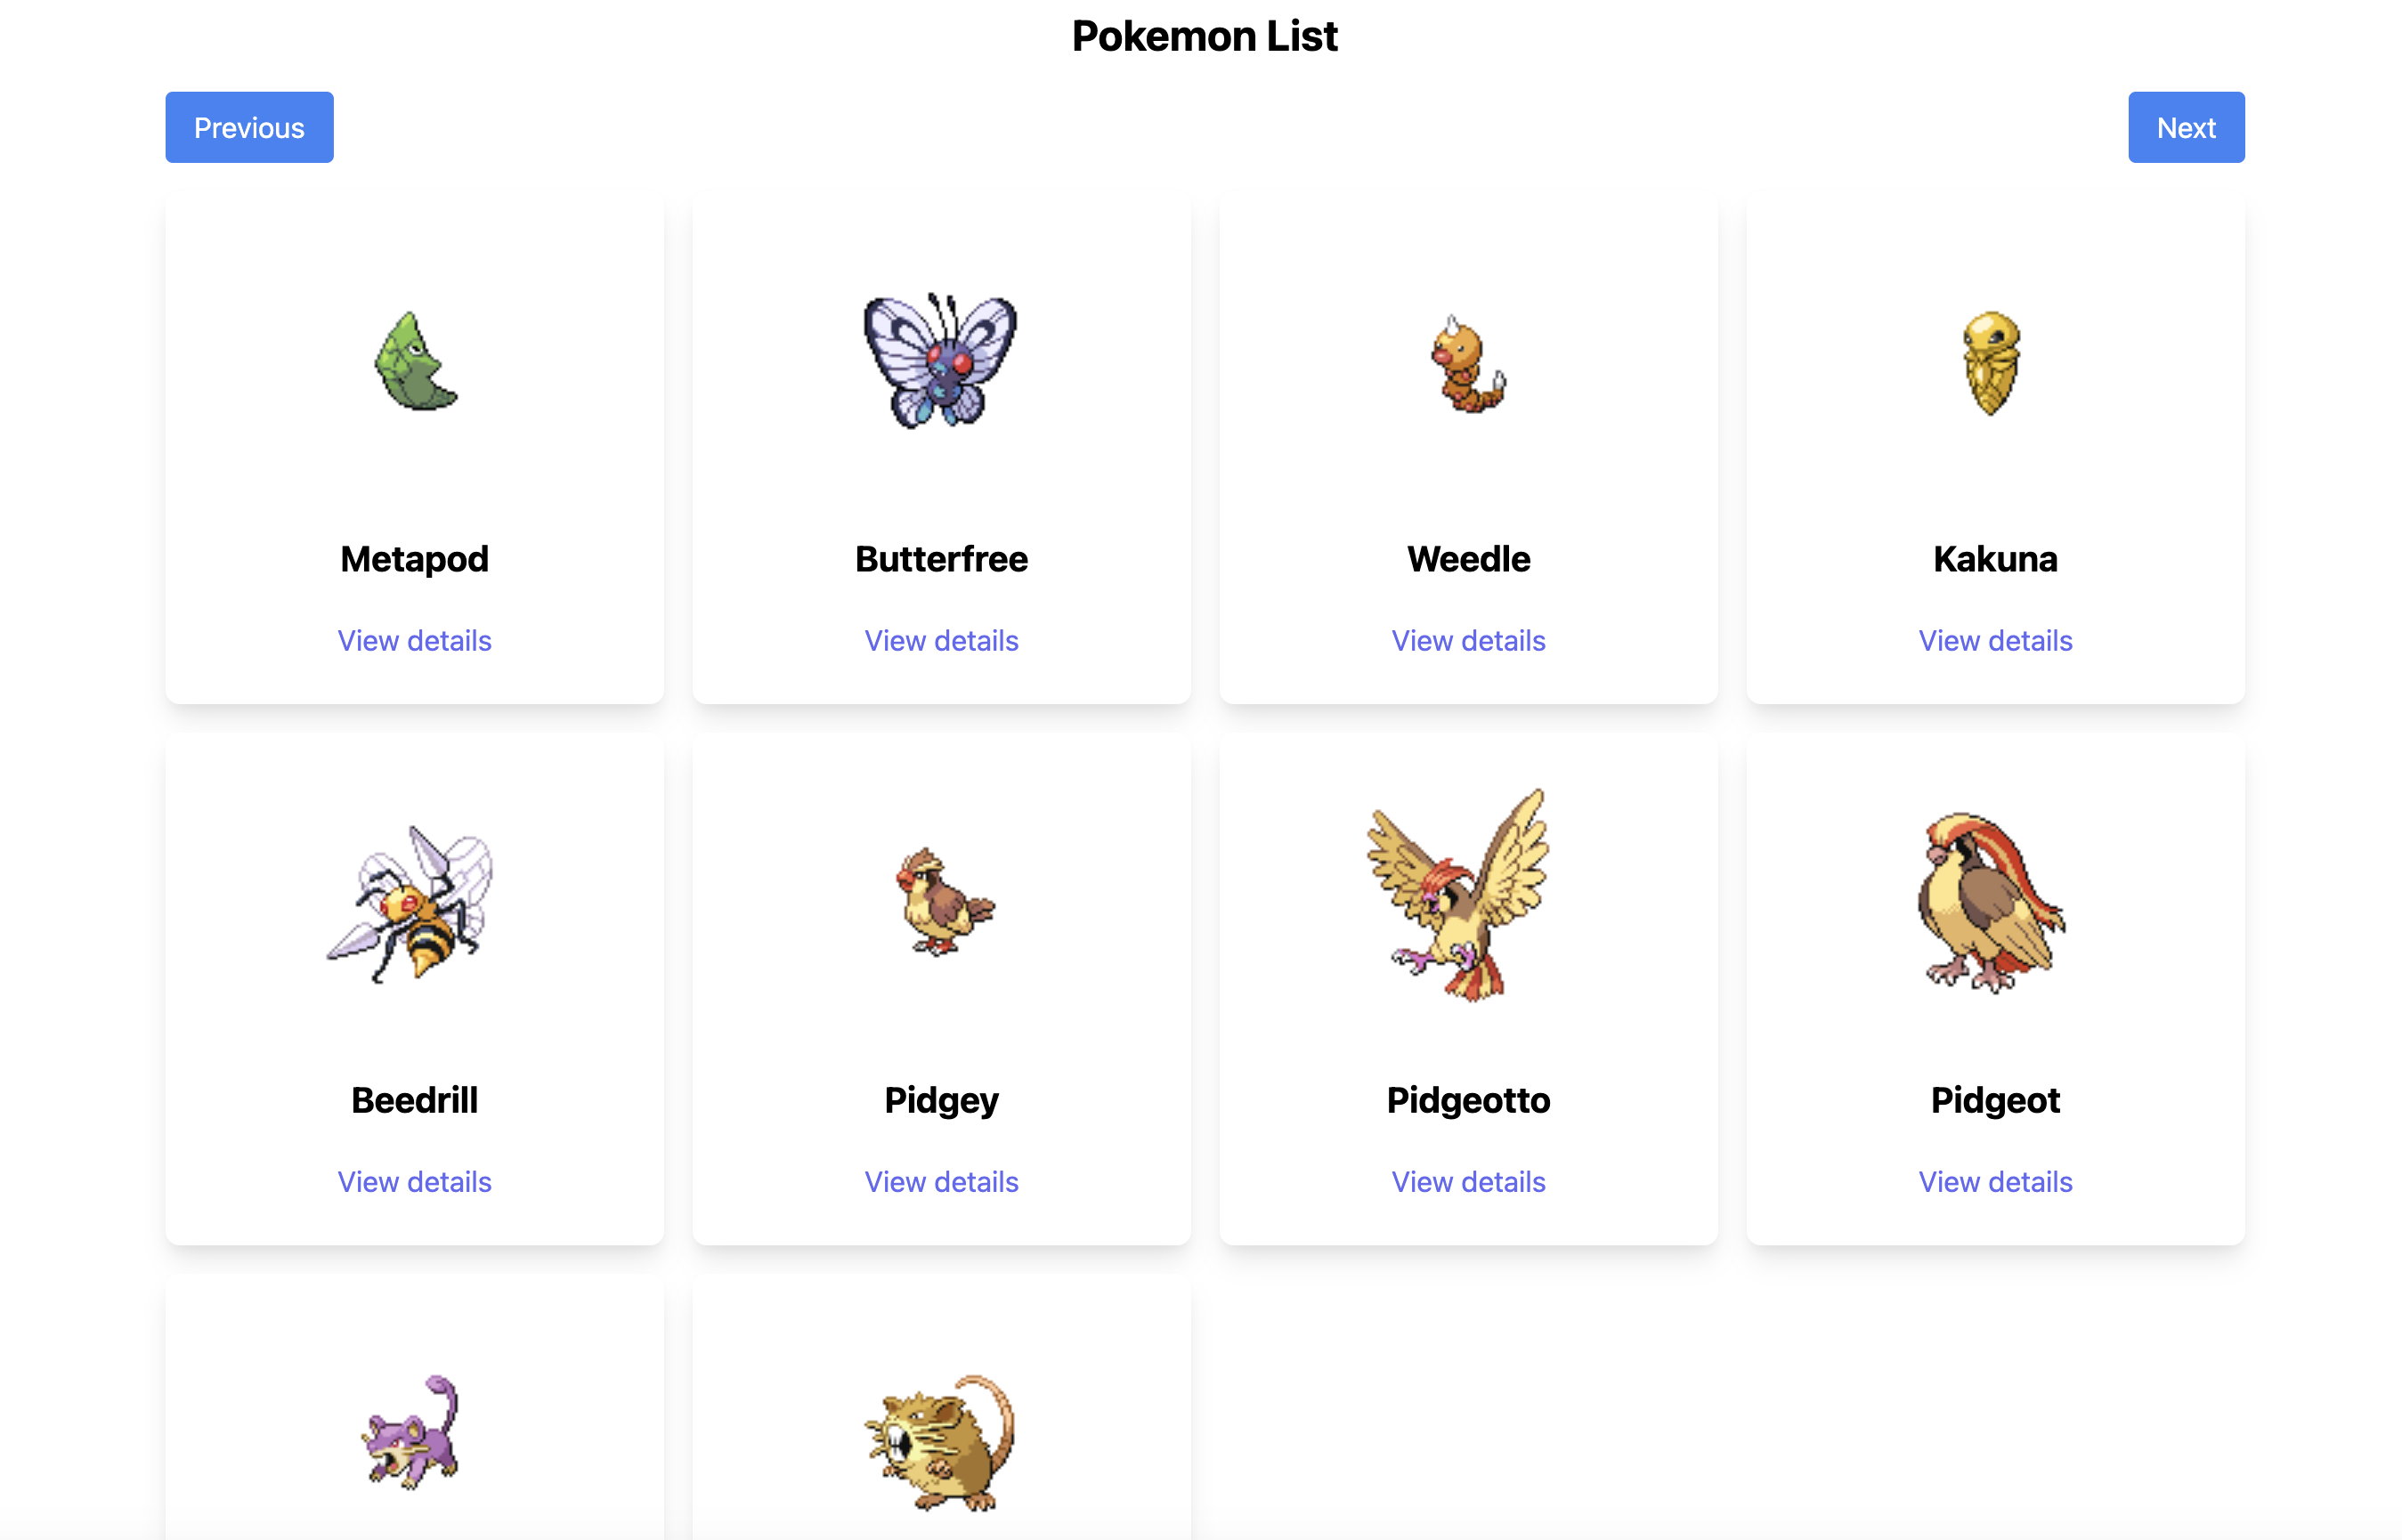 Pokemon List
Previous
Next
Metapod
Butterfree
Weedle
Kakuna
View details
View details
View details
View details
Beedrill
Pidgey
Pidgeotto
Pidgeot
View details
View details
View details
View details